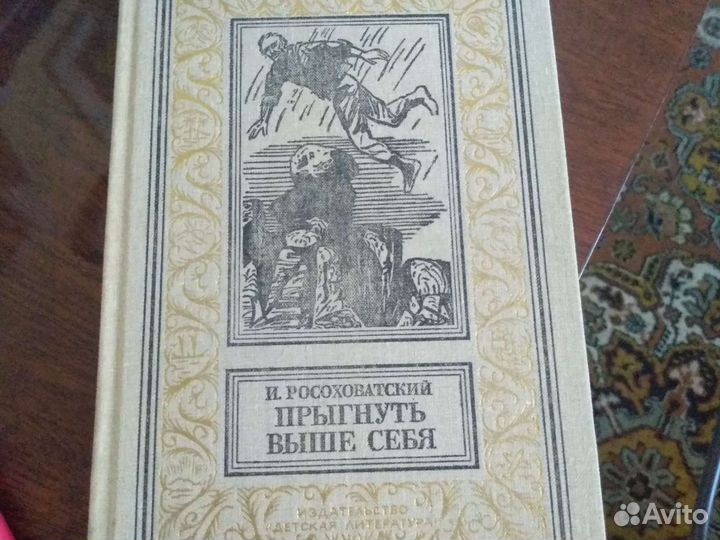 И. РОСОХОВАТСКИЙ
ПРЫГНУТЬ
ВЫШЕ СЕБЯ
ИЗДАТЕЛЬСТВО
«ДЕТСКАЯ ЛИТЕРАТУРА»
Avito